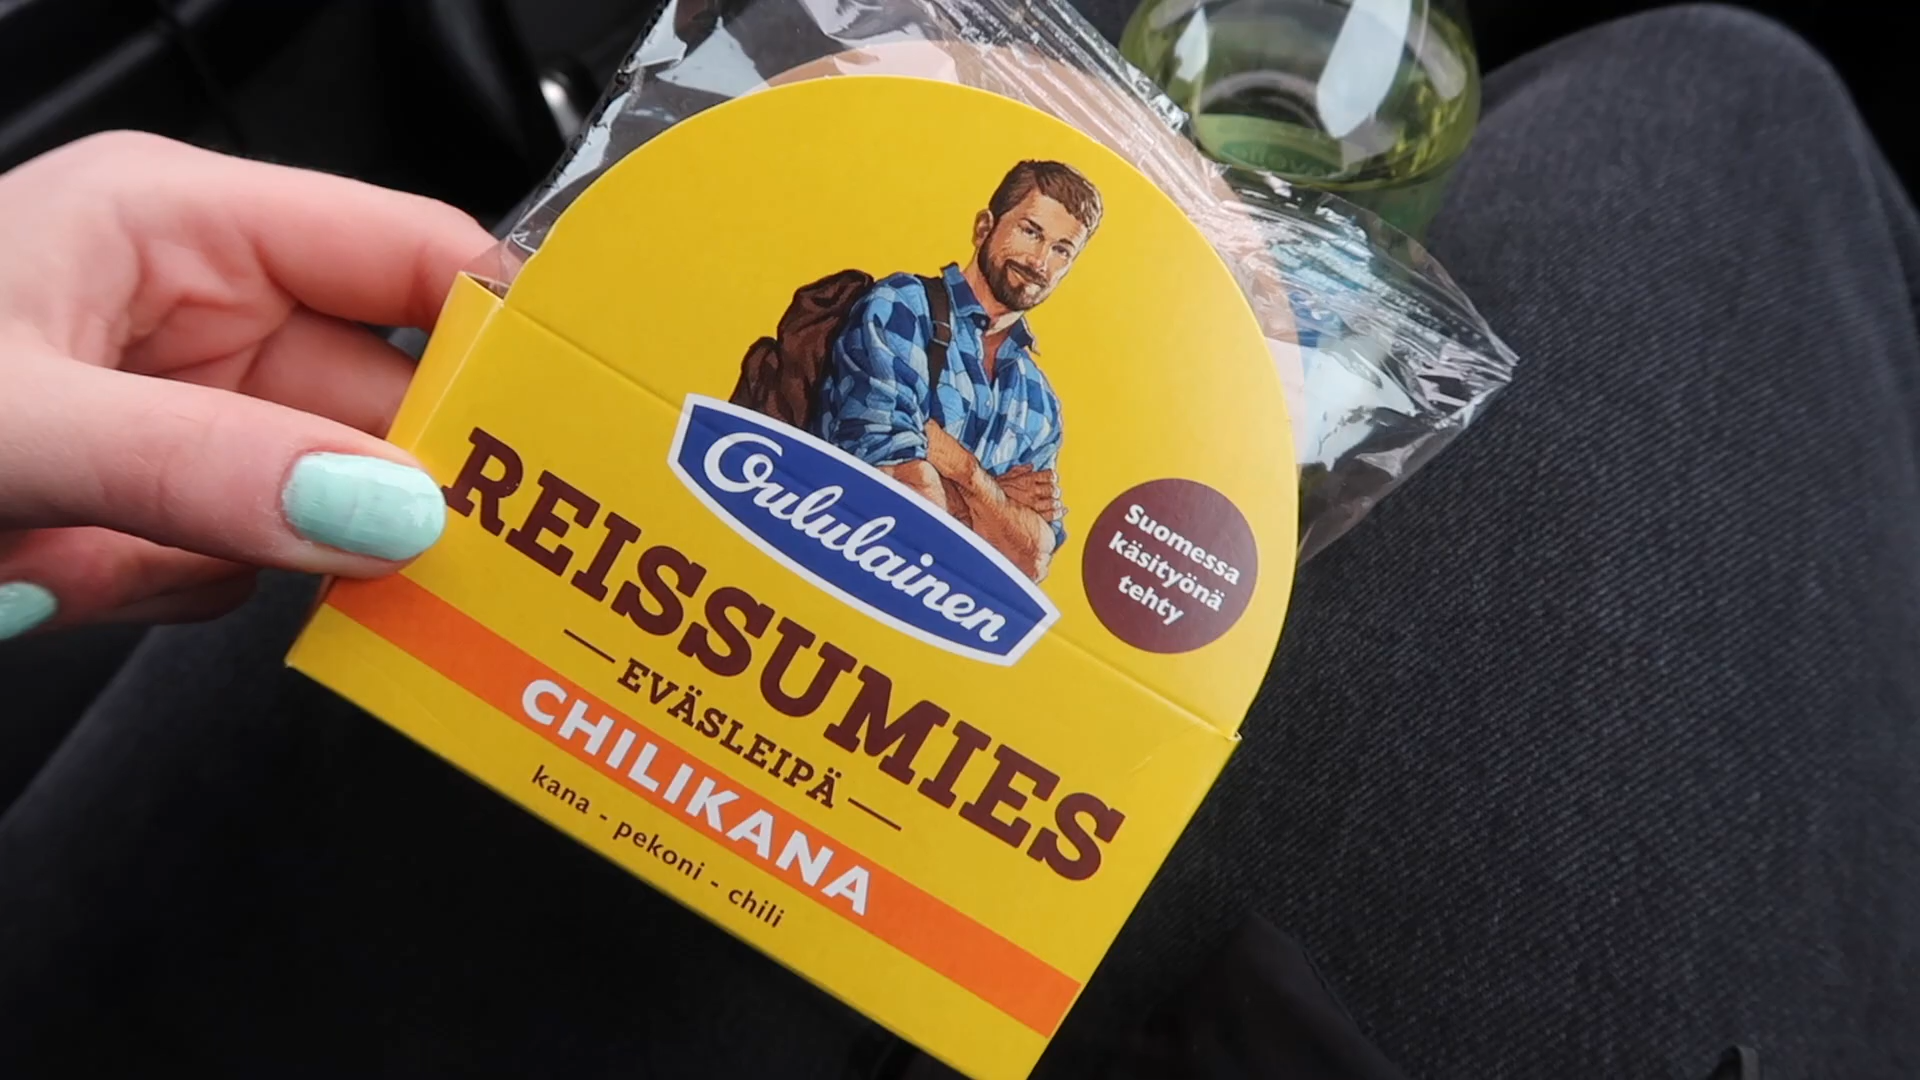 Oululainen
REISSUMIES
EVÄSLEIPÄ
CHILIKANA
kana - pekoni - chili
Suomessa
käsityönä
tehty